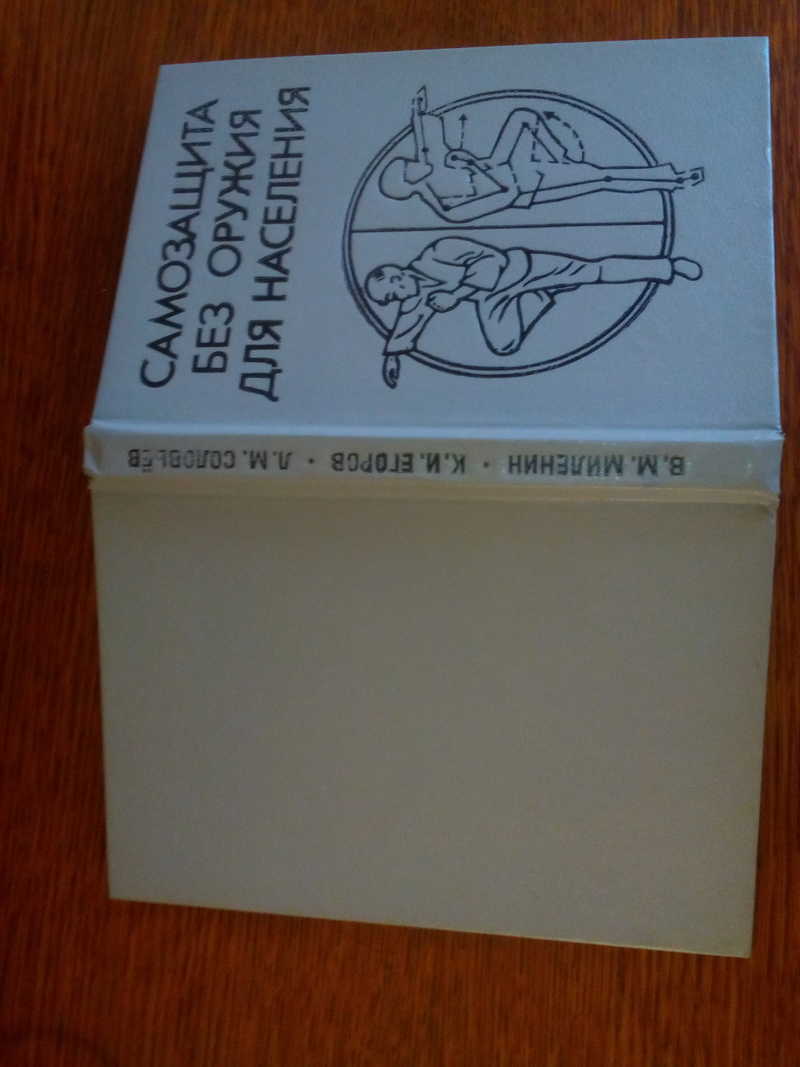 САМОЗАЩИТА
БЕЗ ОРУЖИЯ
ДЛЯ НАСЕЛЕНИЯ
В. М. МИЛЕНИН · К. И. ЕГОРОВ · Л. М. СОЛОВЬЁВ